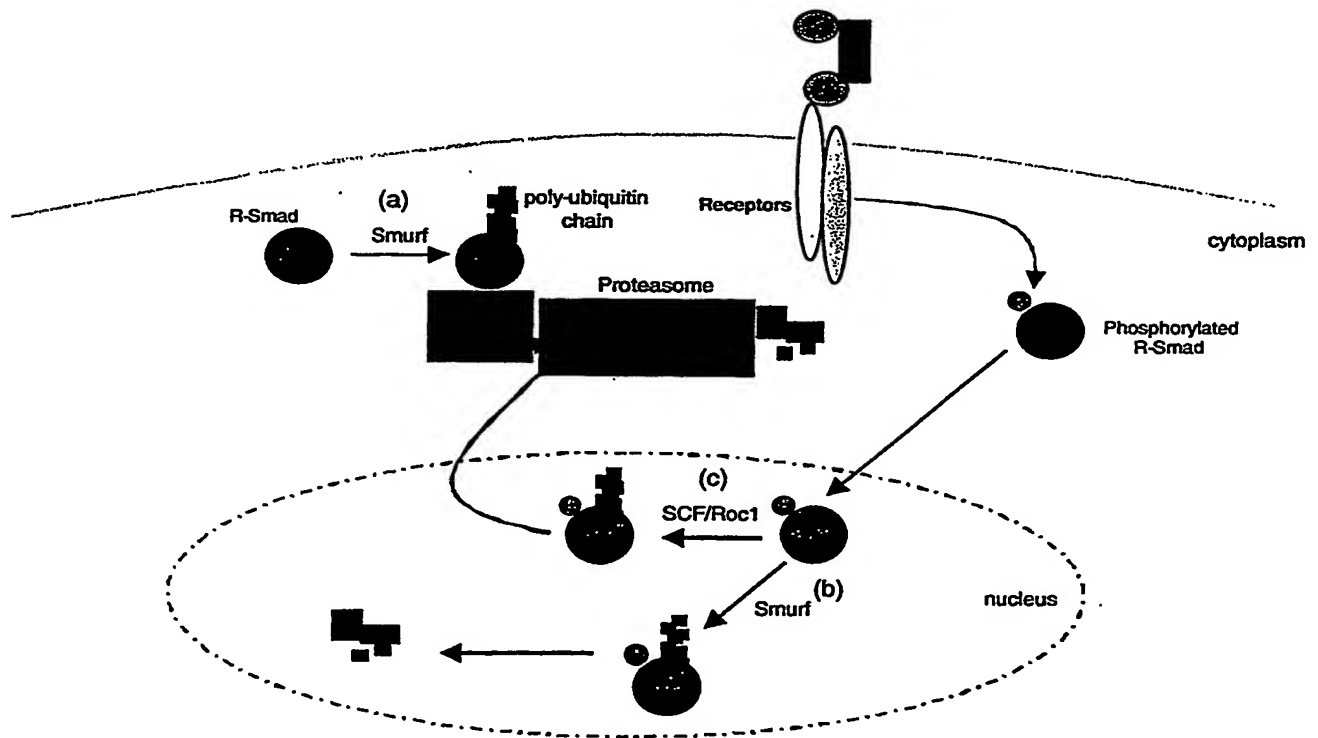 R-Smad
(a)
Smurf
poly-ubiquitin
chain
Receptors
cytoplasm
Proteasome
Phosphorylated
R-Smad
(c)
SCF/Roc1
(b)
Smurf
nucleus